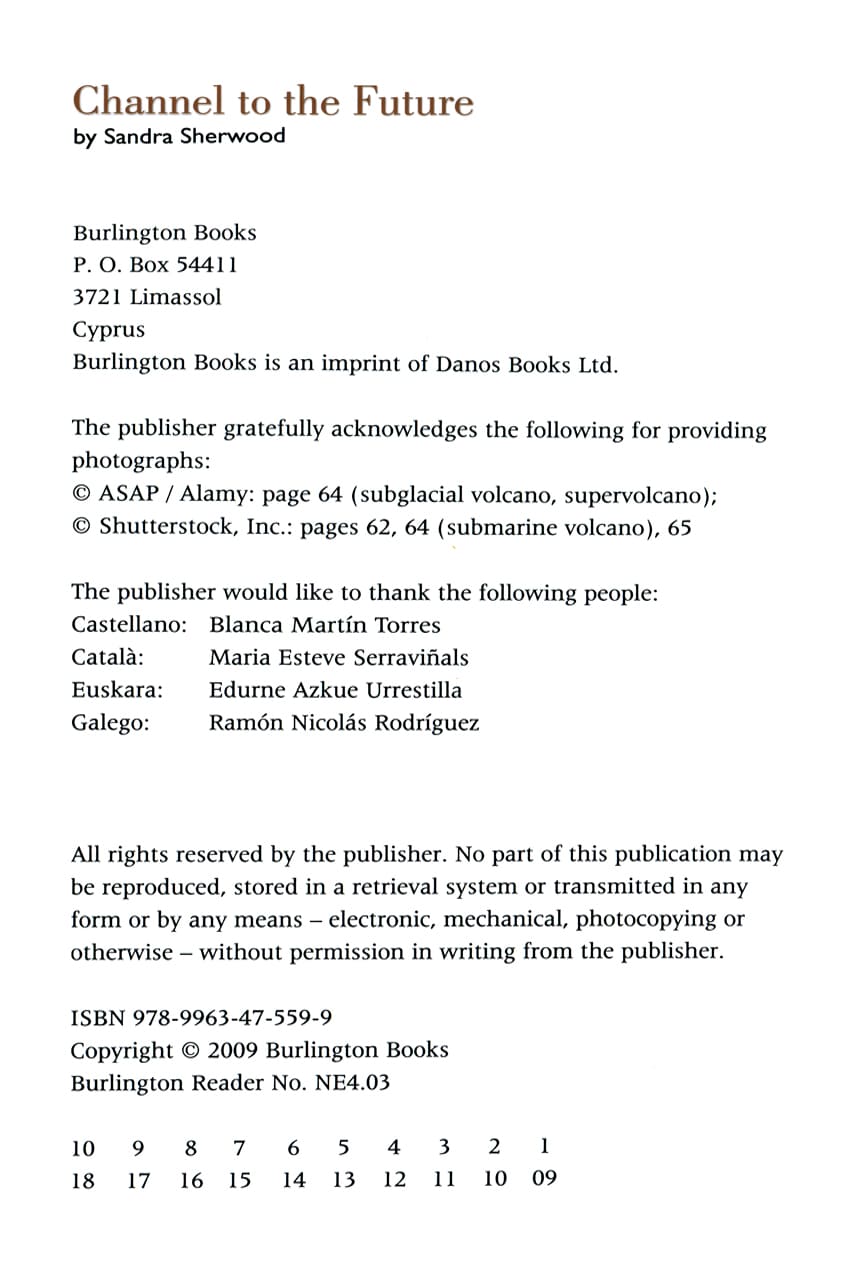 Channel to the Future
by Sandra Sherwood
Burlington Books
P. O. Box 54411
3721 Limassol
Cyprus
Burlington Books is an imprint of Danos Books Ltd.
The publisher gratefully acknowledges the following for providing
photographs:
© ASAP / Alamy: page 64 (subglacial volcano, supervolcano);
© Shutterstock, Inc.: pages 62, 64 (submarine volcano), 65
The publisher would like to thank the following people:
Castellano: Blanca Martín Torres
Català: Maria Esteve Serraviñals
Euskara: Edurne Azkue Urrestilla
Galego: Ramón Nicolás Rodríguez
All rights reserved by the publisher. No part of this publication may
be reproduced, stored in a retrieval system or transmitted in any
form or by any means – electronic, mechanical, photocopying or
otherwise – without permission in writing from the publisher.
ISBN 978-9963-47-559-9
Copyright © 2009 Burlington Books
Burlington Reader No. NE4.03
10 9 8 7 6 5 4 3 2 1
18 17 16 15 14 13 12 11 10 09